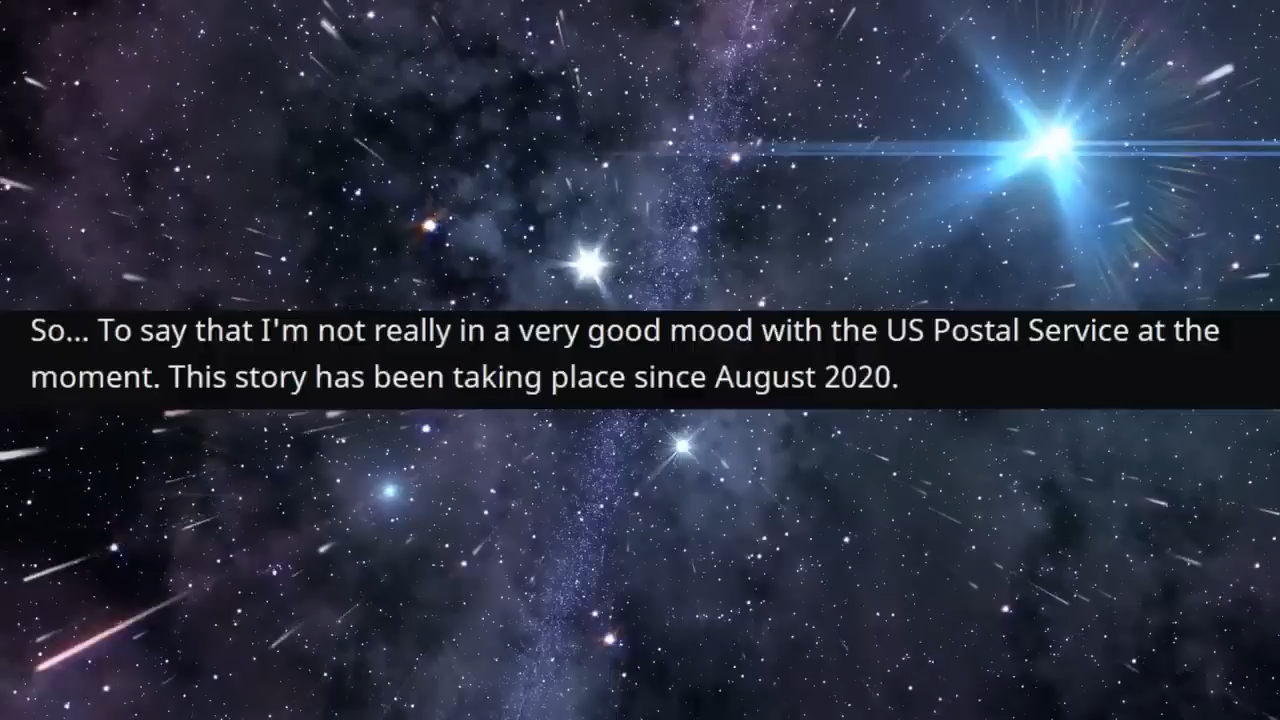 So... To say that I'm not really in a very good mood with the US Postal Service at the
moment. This story has been taking place since August 2020.